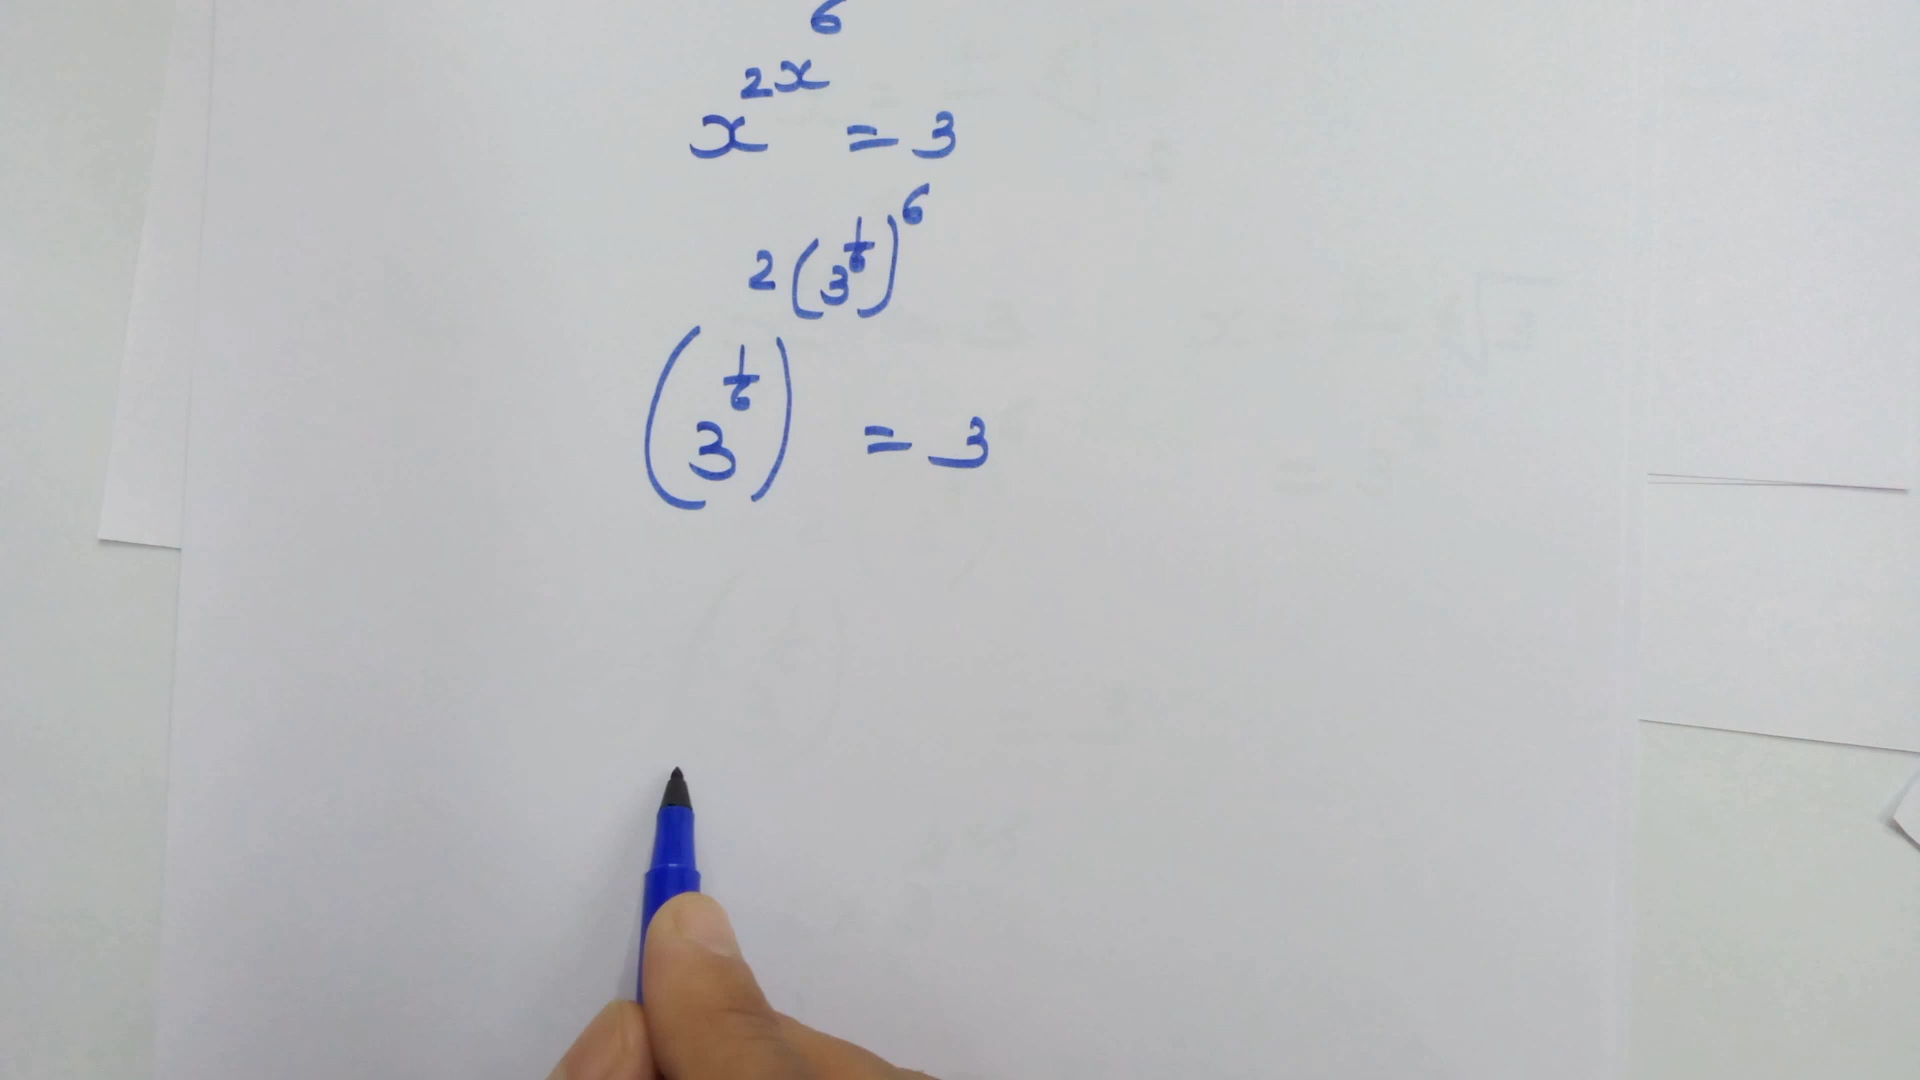 x^{2x^6} = 3
(3^{1/6})^{2(3^{1/6})^6} = 3